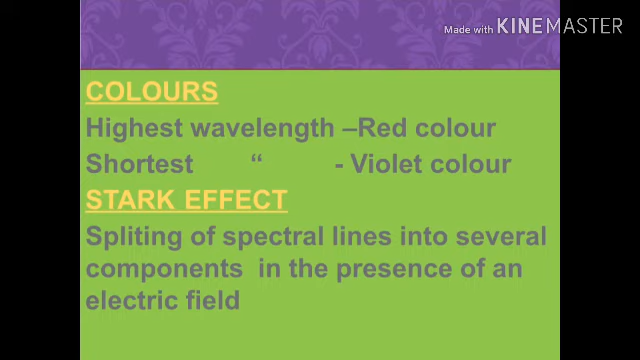 Made with KINEMASTER
COLOURS
Highest wavelength –Red colour
Shortest “ - Violet colour
STARK EFFECT
Spliting of spectral lines into several
components in the presence of an
electric field